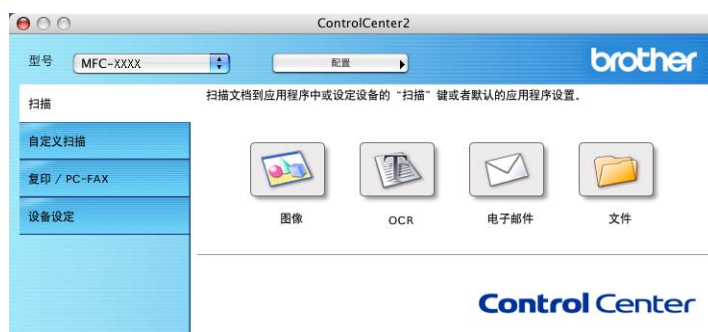 ControlCenter2
型号 MFC-XXXX 配置 brother
扫描
扫描文档到应用程序中或设定设备的“扫描”键或者默认的应用程序设置。
自定义扫描
复印 / PC-FAX
设备设定
图像 OCR 电子邮件 文件
Control Center